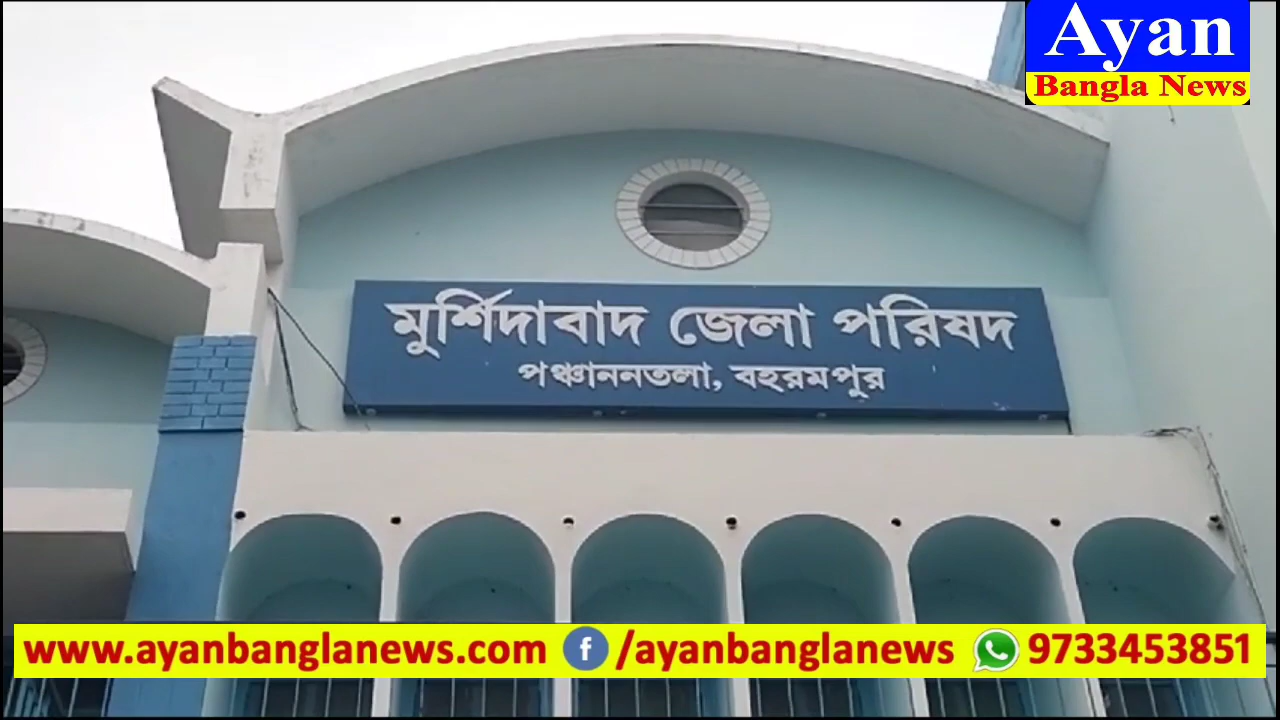 Ayan
Bangla News
মুর্শিদাবাদ জেলা পরিষদ
পঞ্চাননতলা, বহরমপুর
www.ayanbanglanews.com /ayanbanglanews 9733453851